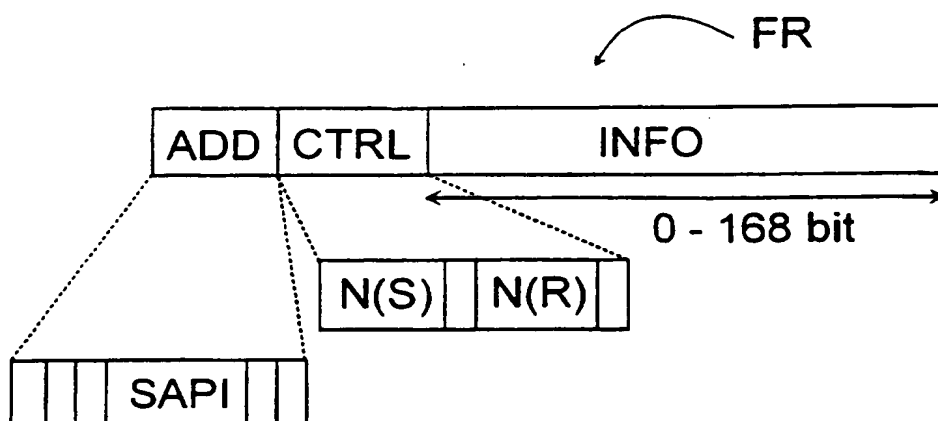 FR
ADD CTRL INFO
0 - 168 bit
N(S) N(R)
SAPI